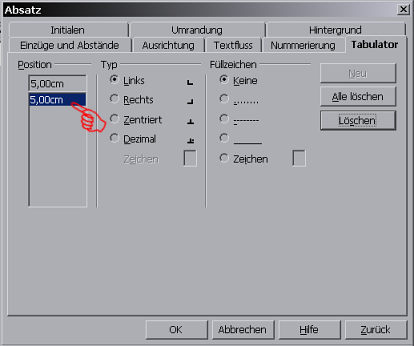 Absatz
Initialen Umrandung Hintergrund
Einzüge und Abstände Ausrichtung Textfluss Nummerierung Tabulator
Position Typ Füllzeichen
5,00cm Links Keine Neu
5,00cm Rechts ........ Alle löschen
Zentriert -------- Löschen
Dezimal ______
Zeichen Zeichen
OK Abbrechen Hilfe Zurück